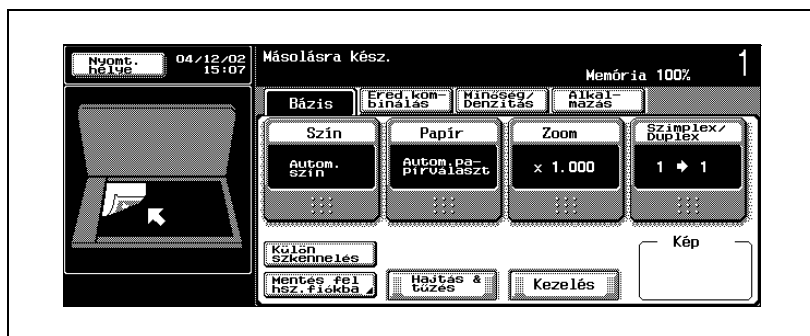 Nyomt.
helye
04/12/02
15:07
Másolásra kész.
Memória 100%
1
Bázis
Ered.kom-
binálás
Minőség/
Denzitás
Alkal-
mazás
Szín
Autom.
szín
Papír
Autom.pa-
pírválaszt
Zoom
× 1.000
Szimplex/
Duplex
1 → 1
Külön
szkennelés
Mentés fel
hsz.fiókba
Hajtás &
tűzés
Kezelés
Kép